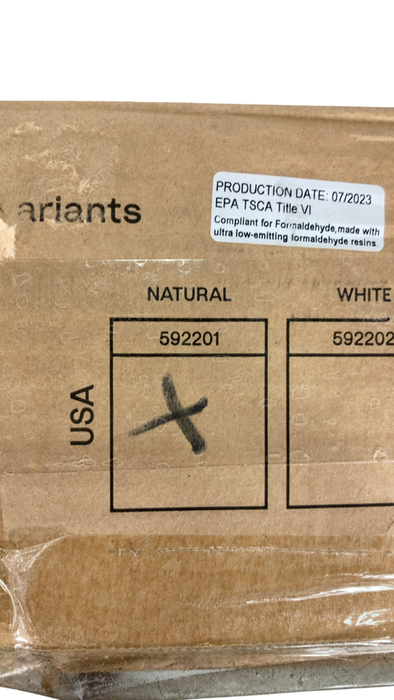 ariants
PRODUCTION DATE: 07/2023
EPA TSCA Title VI
Compliant for Formaldehyde,made with
ultra low-emitting formaldehyde resins.
NATURAL WHITE
592201 592202
USA
X